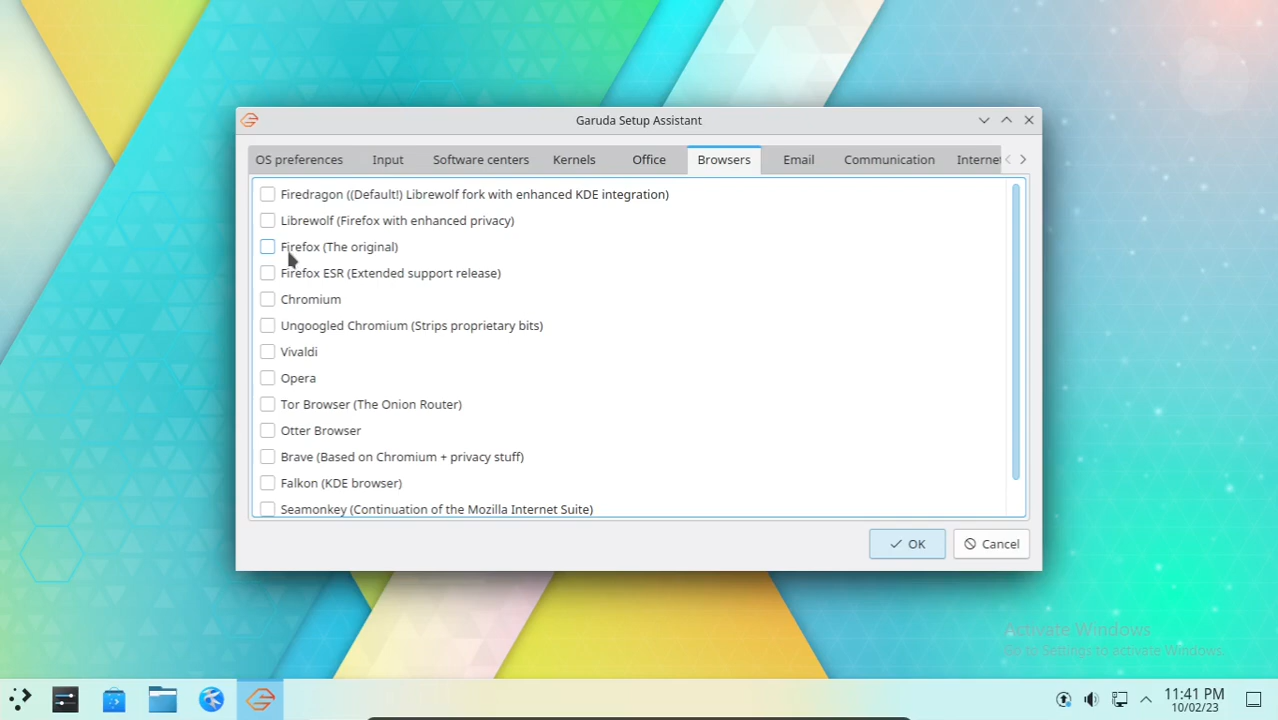 Garuda Setup Assistant
OS preferences Input Software centers Kernels Office Browsers Email Communication Internet
Firedragon ((Default!) Librewolf fork with enhanced KDE integration)
Librewolf (Firefox with enhanced privacy)
Firefox (The original)
Firefox ESR (Extended support release)
Chromium
Ungoogled Chromium (Strips proprietary bits)
Vivaldi
Opera
Tor Browser (The Onion Router)
Otter Browser
Brave (Based on Chromium + privacy stuff)
Falkon (KDE browser)
Seamonkey (Continuation of the Mozilla Internet Suite)
OK Cancel
Activate Windows
Go to Settings to activate Windows.
11:41 PM
10/02/23